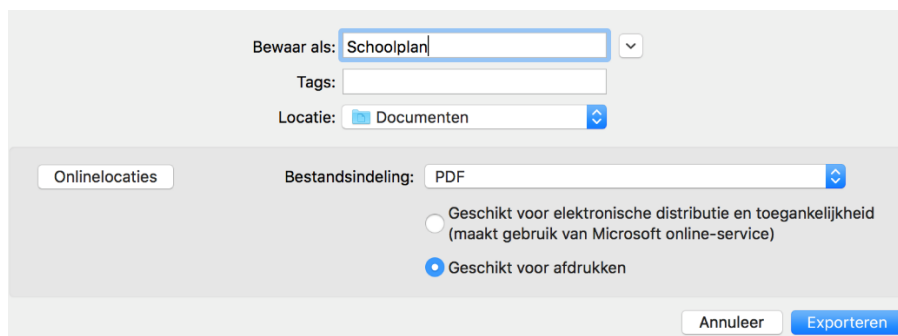 Bewaar als: Schoolplan
Tags:
Locatie: Documenten
Onlinelocaties
Bestandsindeling: PDF
Geschikt voor elektronische distributie en toegankelijkheid
(maakt gebruik van Microsoft online-service)
Geschikt voor afdrukken
Annuleer
Exporteren